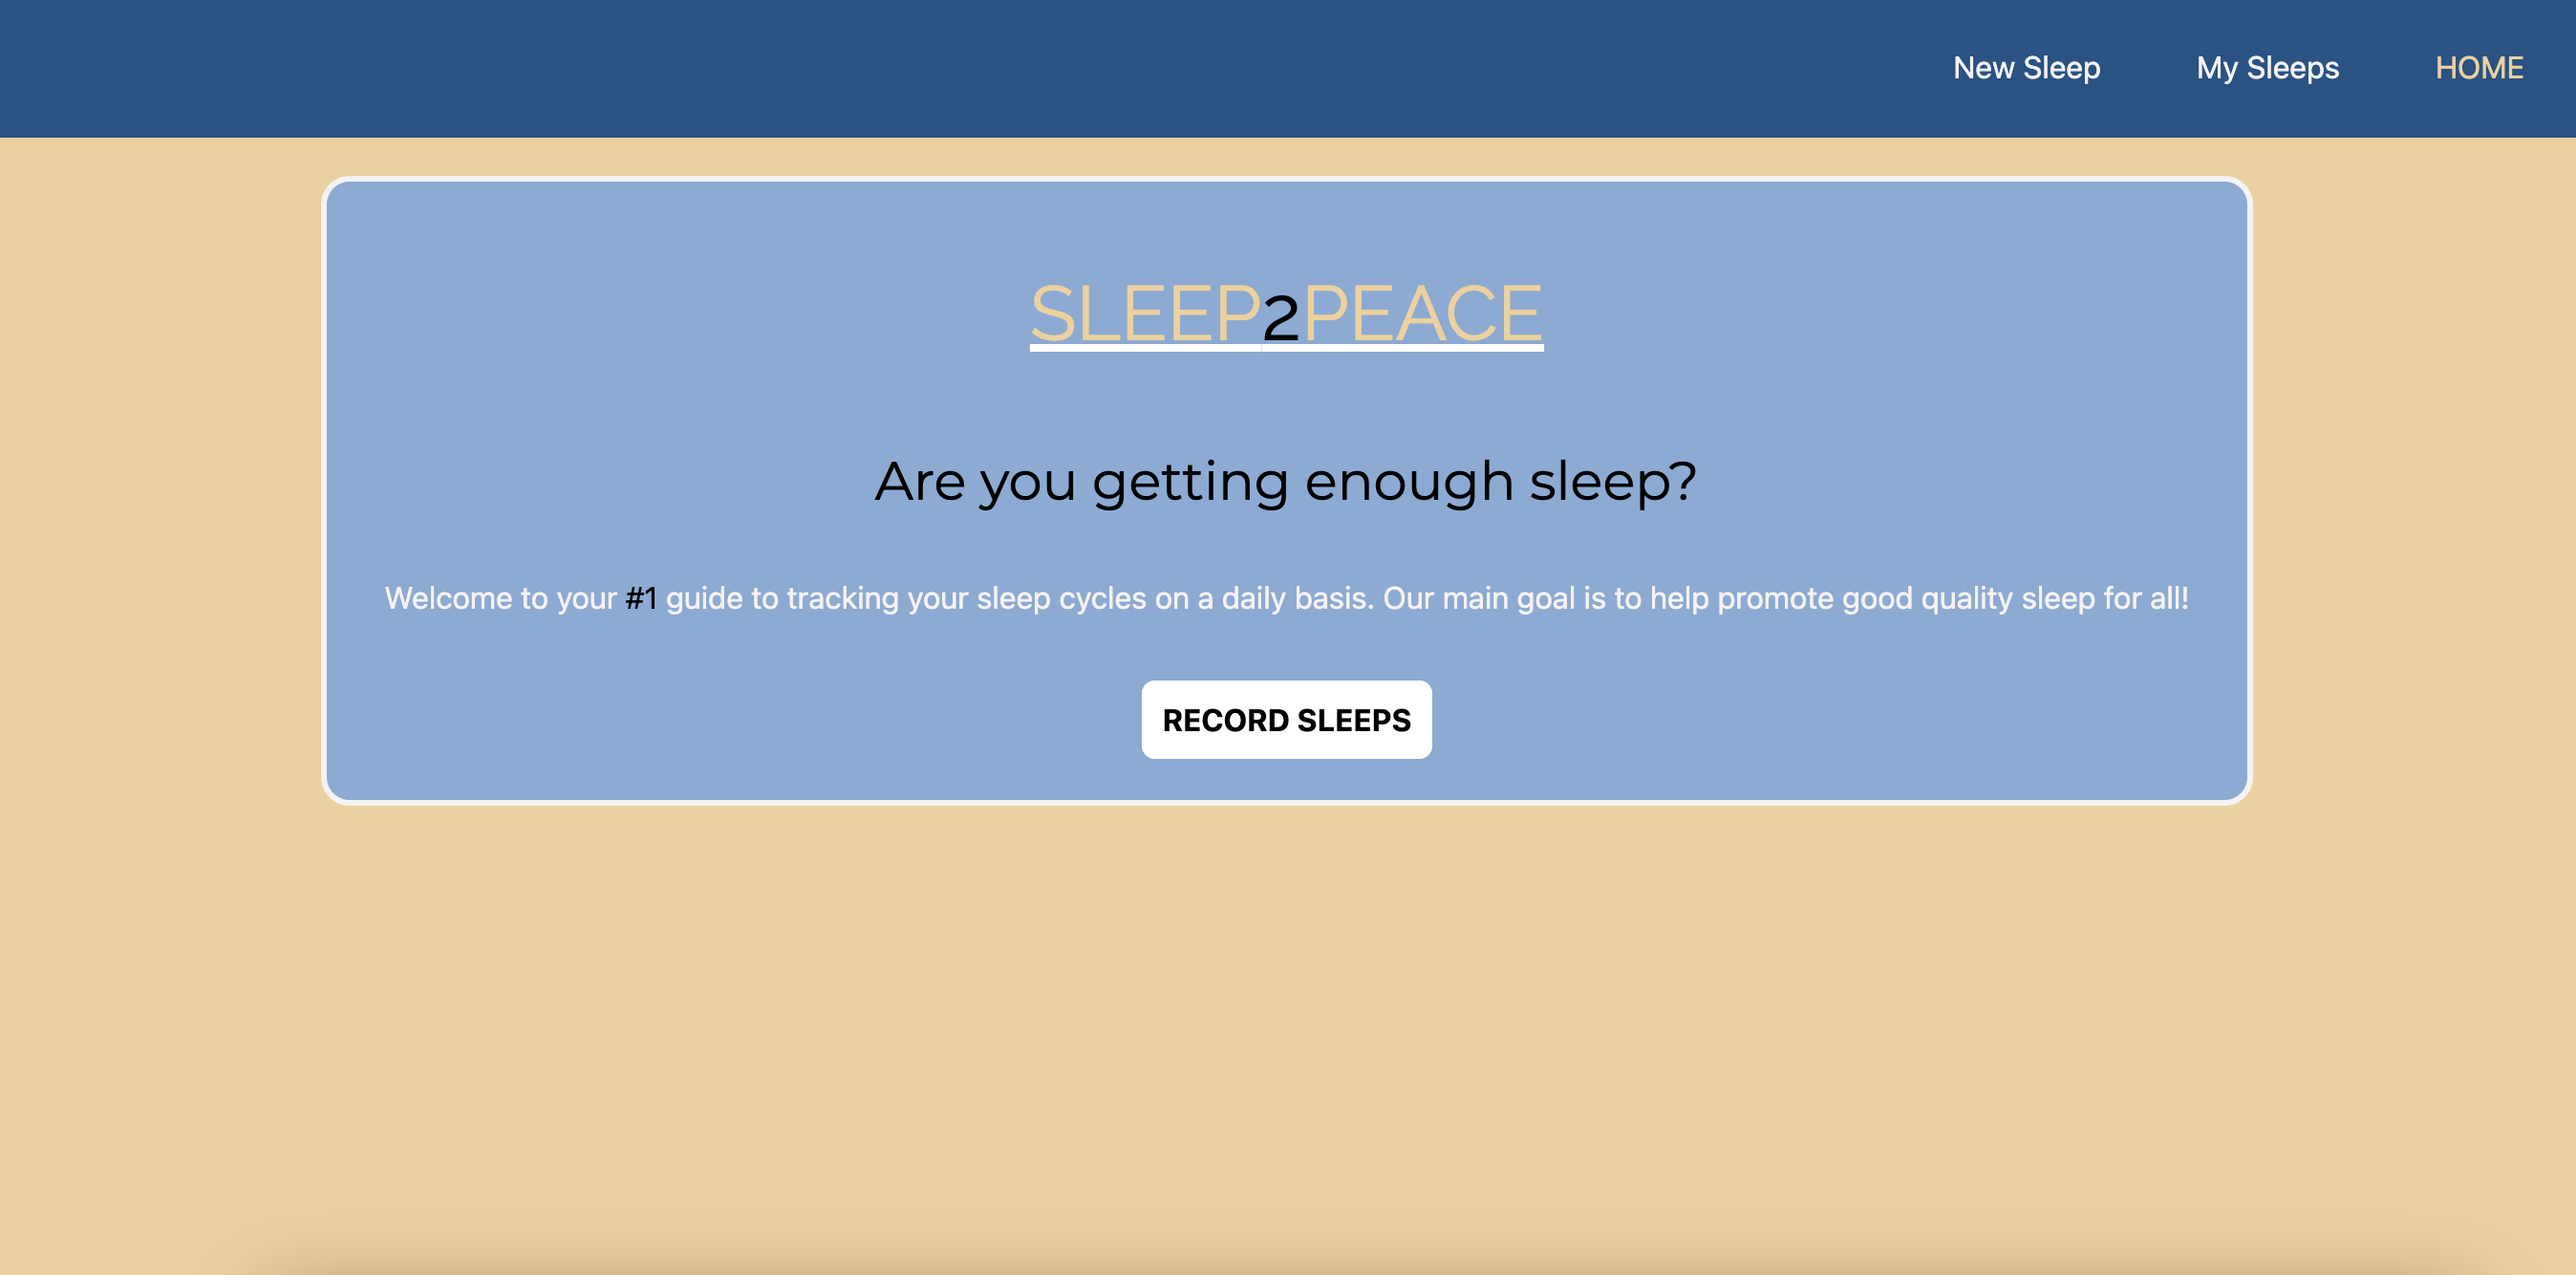 New Sleep My Sleeps HOME
SLEEP2PEACE
Are you getting enough sleep?
Welcome to your #1 guide to tracking your sleep cycles on a daily basis. Our main goal is to help promote good quality sleep for all!
RECORD SLEEPS